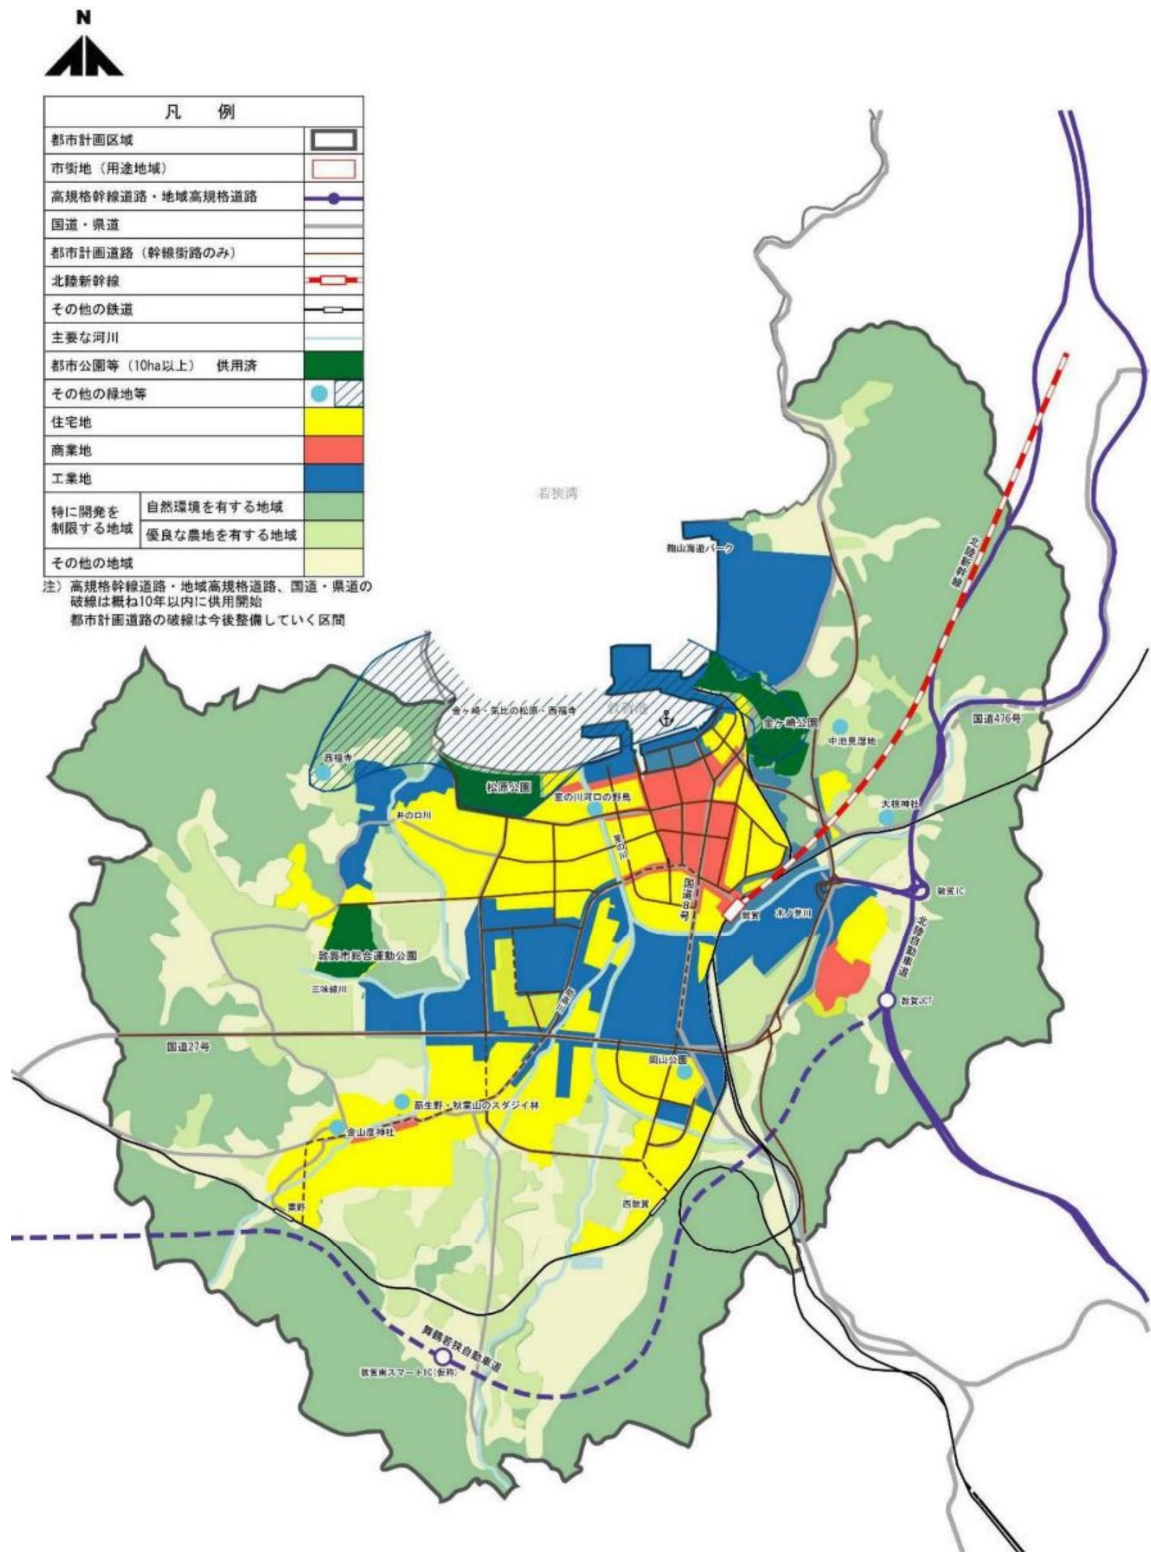 N
凡 例
都市計画区域
市街地（用途地域）
高規格幹線道路・地域高規格道路
国道・県道
都市計画道路（幹線街路のみ）
北陸新幹線
その他の鉄道
主要な河川
都市公園等（10ha以上） 供用済
その他の緑地等
住宅地
商業地
工業地
特に開発を
制限する地域
自然環境を有する地域
優良な農地を有する地域
その他の地域
注）高規格幹線道路・地域高規格道路、国道・県道の
破線は概ね10年以内に供用開始
都市計画道路の破線は今後整備していく区間
若狭湾
鞠山海遊パーク
北陸新幹線
金ヶ崎・気比の松原・西福寺
敦賀港
金ヶ崎公園
国道476号
中池見湿地
西福寺
松原公園
笙の川河口の野鳥
大椋神社
井の口川
笙の川
国道8号
敦賀
木ノ芽川
敦賀IC
北陸自動車道
敦賀市総合運動公園
三味線川
敦賀JCT
国道27号
岡山公園
莇生野・秋葉山のスダジイ林
金山彦神社
粟野
西敦賀
舞鶴若狭自動車道
敦賀南スマートIC(仮称)